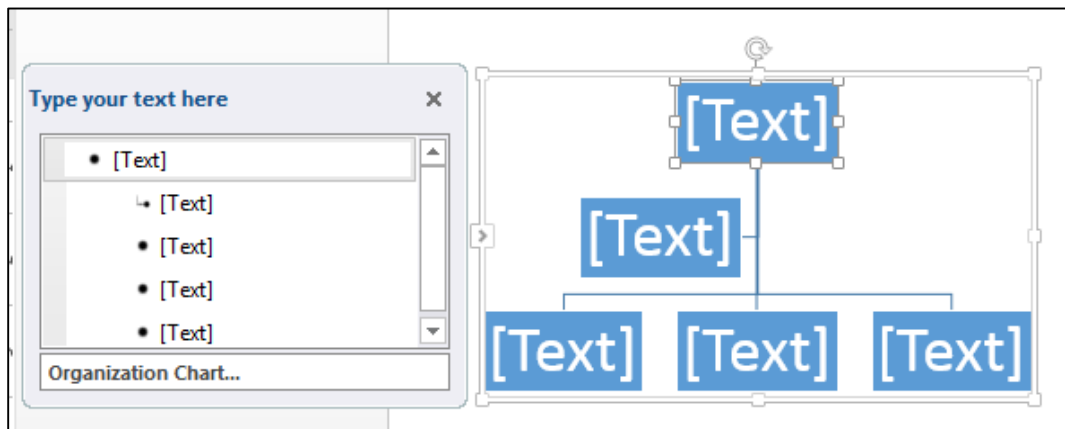 Type your text here
[Text]
[Text]
[Text]
[Text]
[Text]
Organization Chart...
[Text]
[Text]
[Text] [Text] [Text]